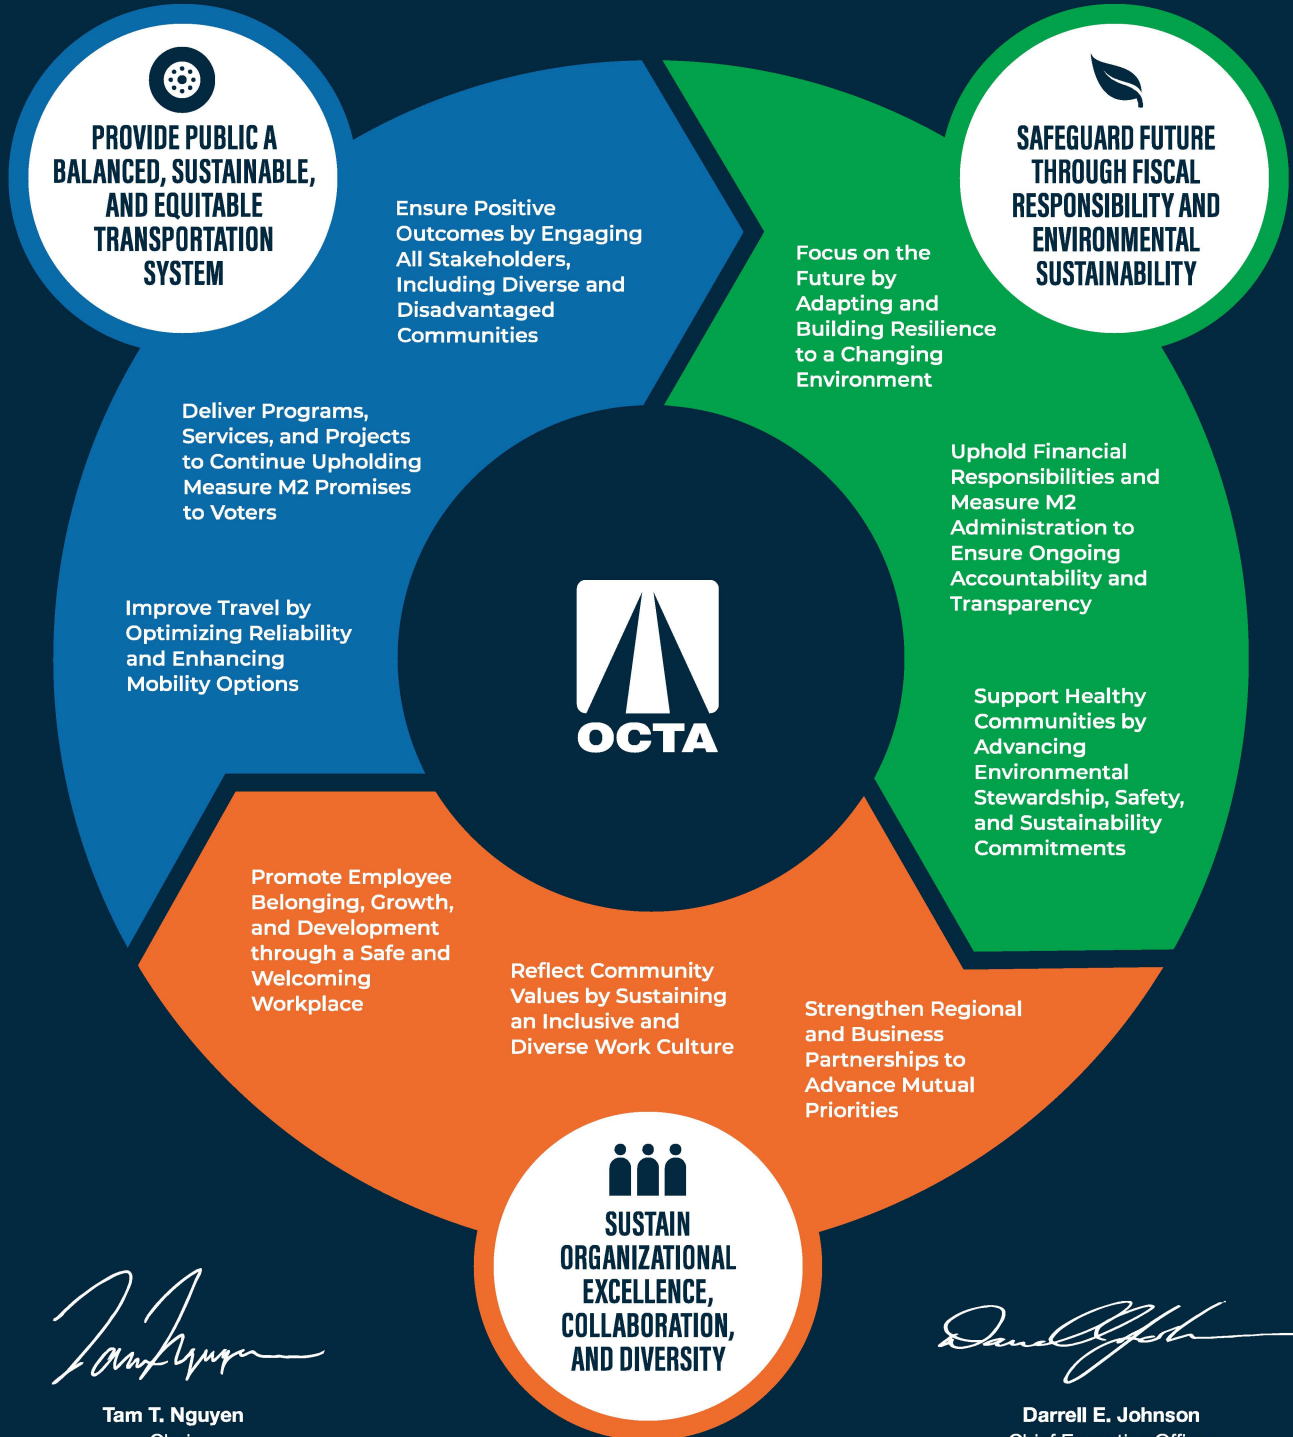 PROVIDE PUBLIC A
BALANCED, SUSTAINABLE,
AND EQUITABLE
TRANSPORTATION
SYSTEM
SAFEGUARD FUTURE
THROUGH FISCAL
RESPONSIBILITY AND
ENVIRONMENTAL
SUSTAINABILITY
Ensure Positive
Outcomes by Engaging
All Stakeholders,
Including Diverse and
Disadvantaged
Communities
Focus on the
Future by
Adapting and
Building Resilience
to a Changing
Environment
Deliver Programs,
Services, and Projects
to Continue Upholding
Measure M2 Promises
to Voters
Uphold Financial
Responsibilities and
Measure M2
Administration to
Ensure Ongoing
Accountability and
Transparency
Improve Travel by
Optimizing Reliability
and Enhancing
Mobility Options
OCTA
Support Healthy
Communities by
Advancing
Environmental
Stewardship, Safety,
and Sustainability
Commitments
Promote Employee
Belonging, Growth,
and Development
through a Safe and
Welcoming
Workplace
Reflect Community
Values by Sustaining
an Inclusive and
Diverse Work Culture
Strengthen Regional
and Business
Partnerships to
Advance Mutual
Priorities
SUSTAIN
ORGANIZATIONAL
EXCELLENCE,
COLLABORATION,
AND DIVERSITY
Tam T. Nguyen
Darrell E. Johnson